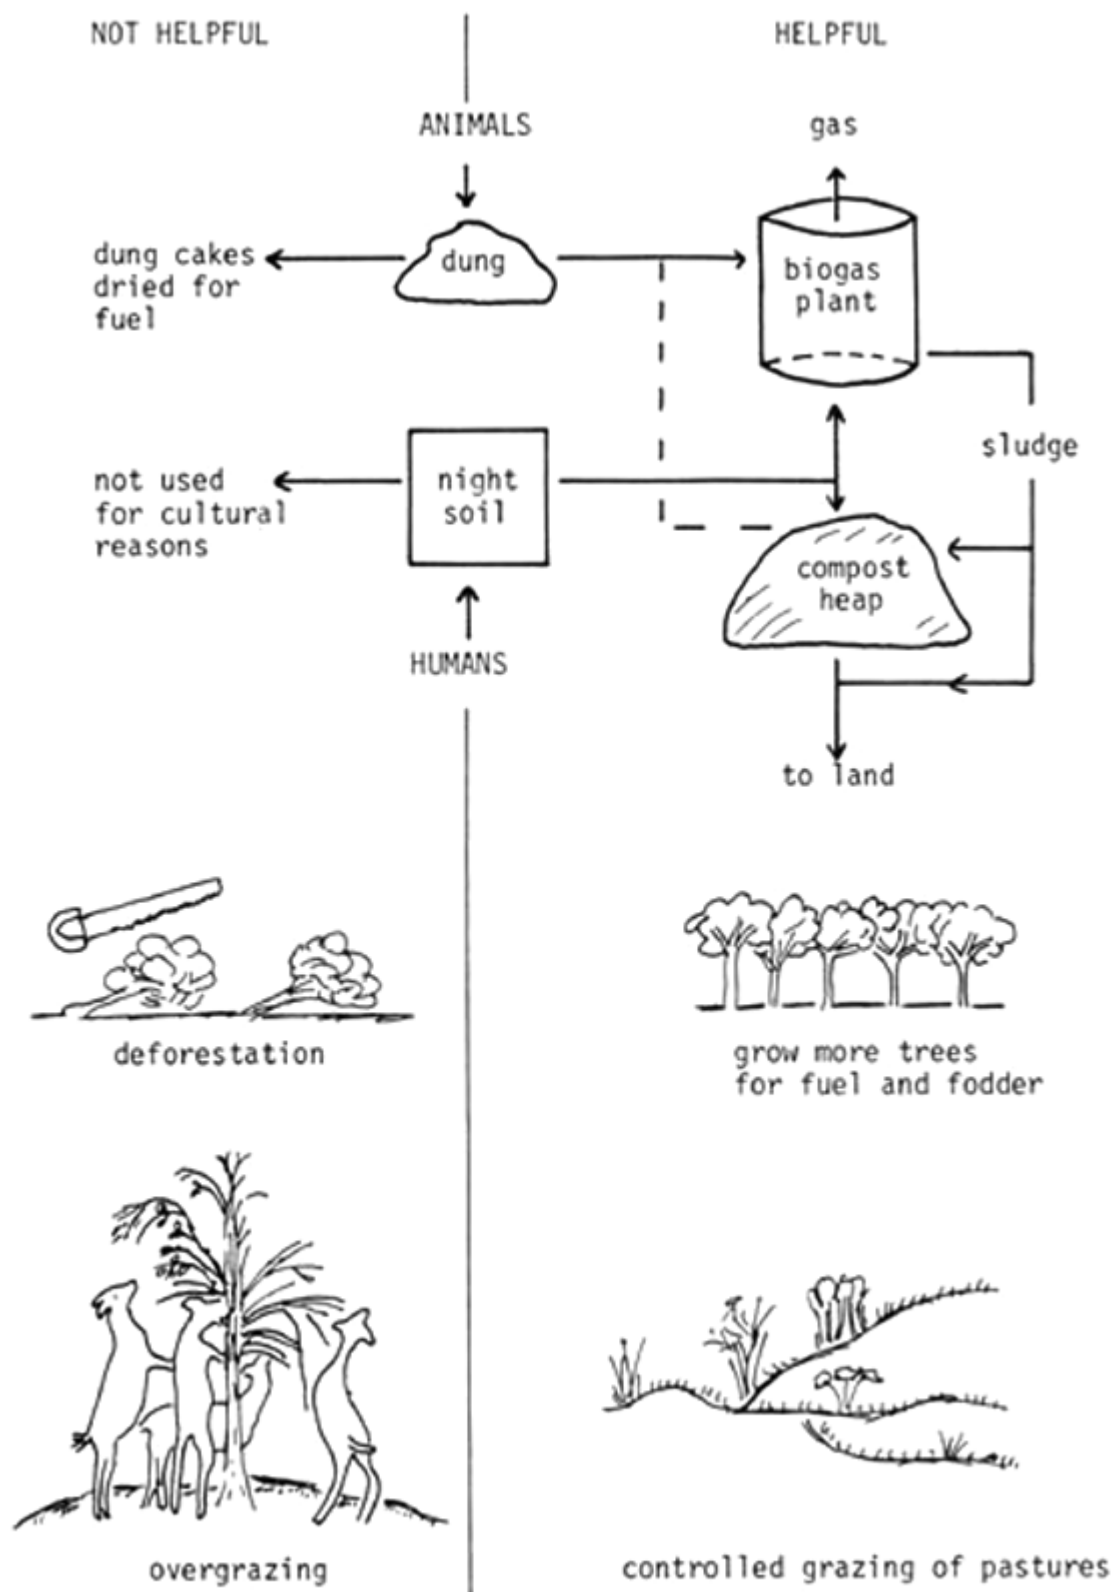 NOT HELPFUL
HELPFUL
ANIMALS
gas
dung cakes
dried for
fuel
dung
biogas
plant
sludge
not used
for cultural
reasons
night
soil
compost
heap
HUMANS
to land
deforestation
grow more trees
for fuel and fodder
overgrazing
controlled grazing of pastures